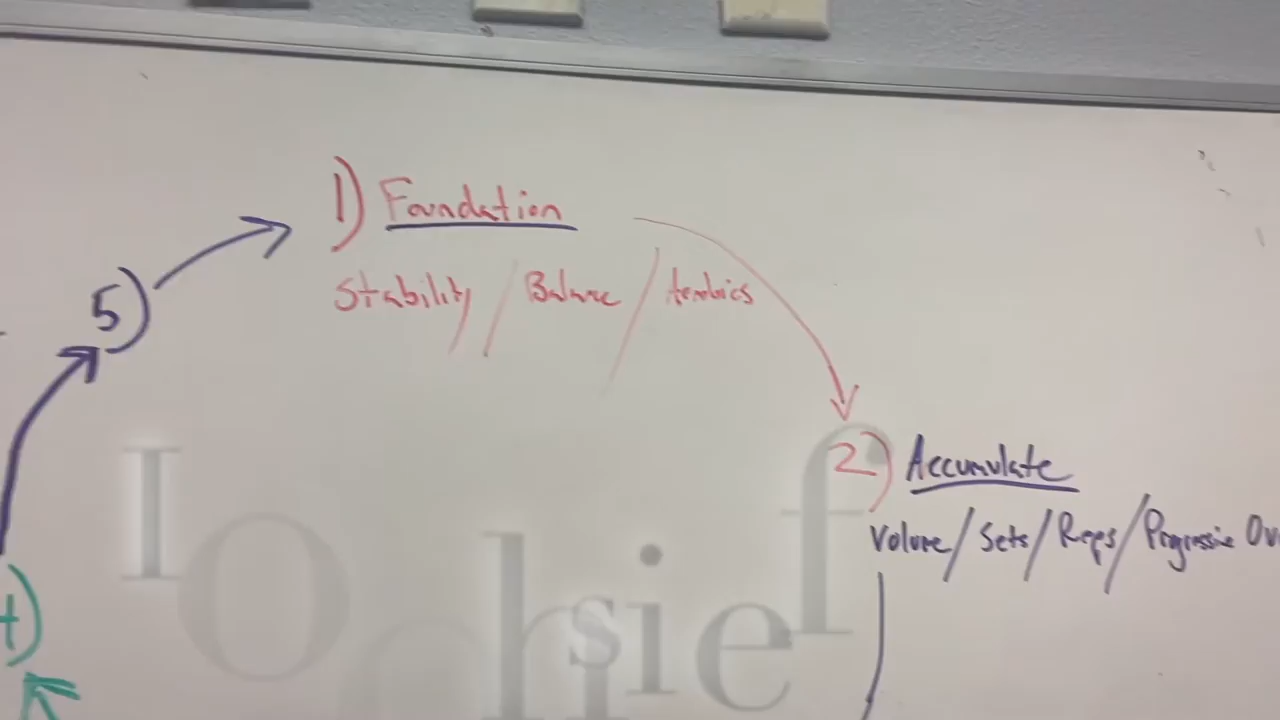 1) Foundation
Stability / Balance / Aerobics
5)
2) Accumulate
Volume / Sets / Reps / Progressive Ov
4)